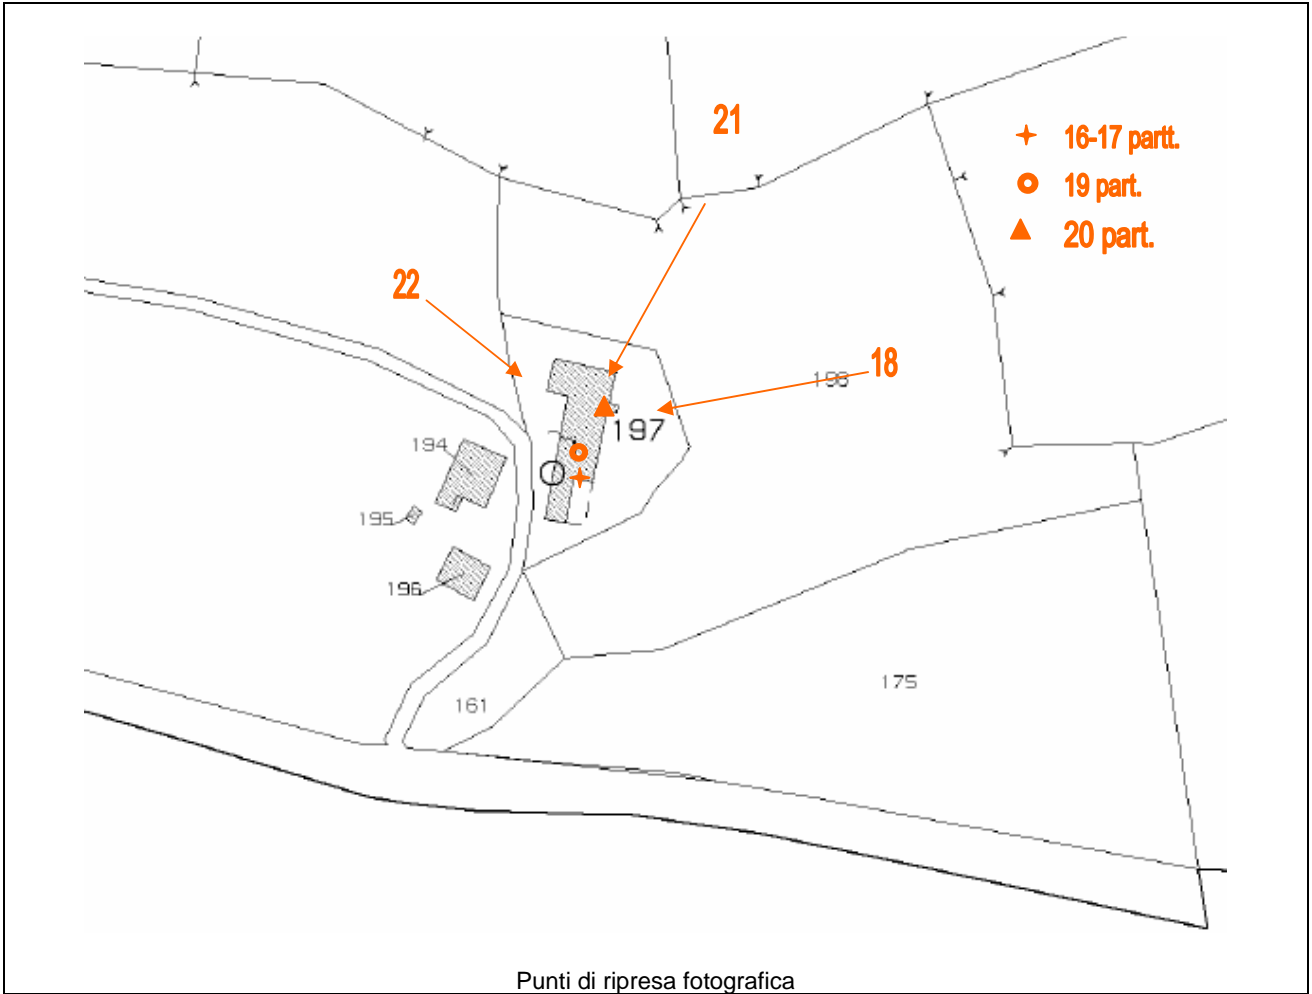 21
16-17 partt.
19 part.
20 part.
22
18
198
197
194
195
196
175
161
Punti di ripresa fotografica